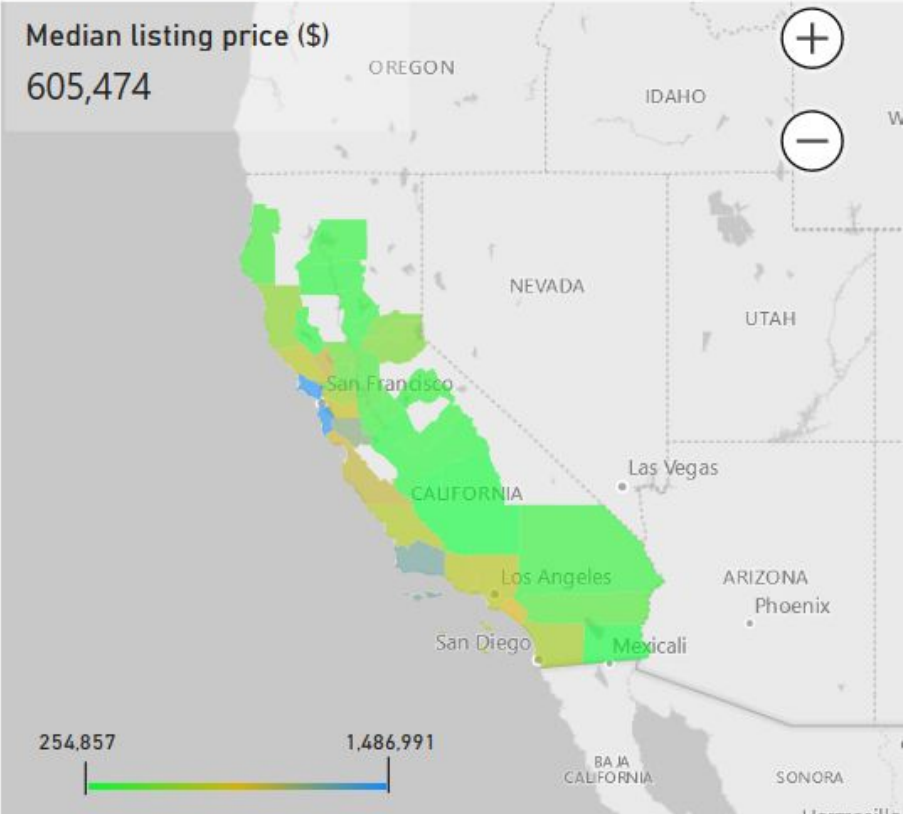 Median listing price ($)
605,474
OREGON
IDAHO
W
NEVADA
UTAH
San Francisco
Las Vegas
CALIFORNIA
Los Angeles
ARIZONA
Phoenix
San Diego
Mexicali
254,857
1,486,991
BAJA
CALIFORNIA
SONORA